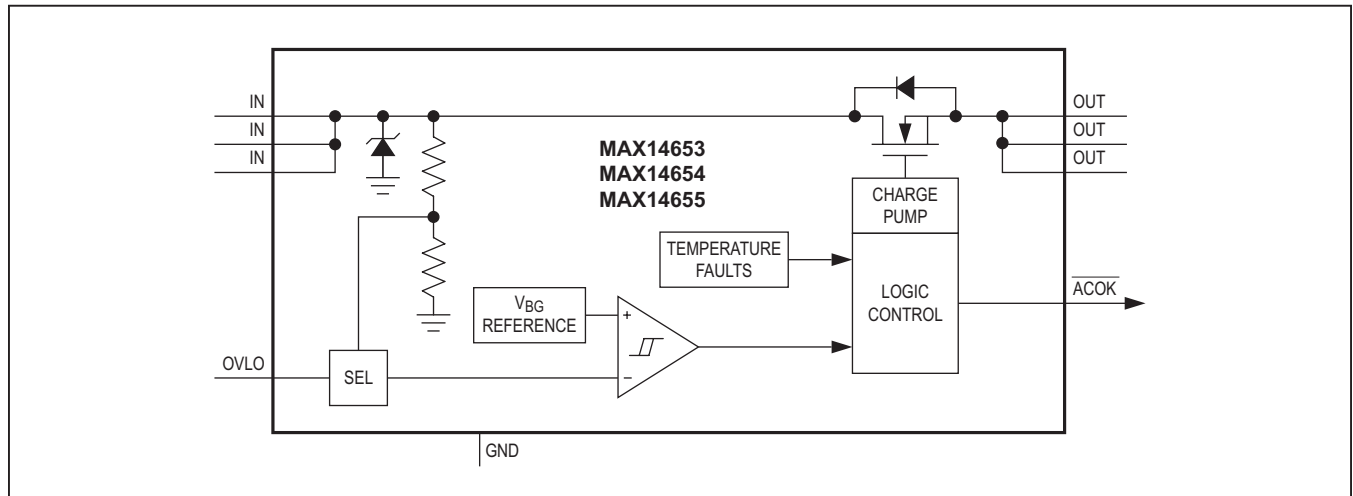 IN
IN
IN
OUT
OUT
OUT
MAX14653
MAX14654
MAX14655
CHARGE
PUMP
TEMPERATURE
FAULTS
LOGIC
CONTROL
ACOK
VBG
REFERENCE
+
−
OVLO
SEL
GND